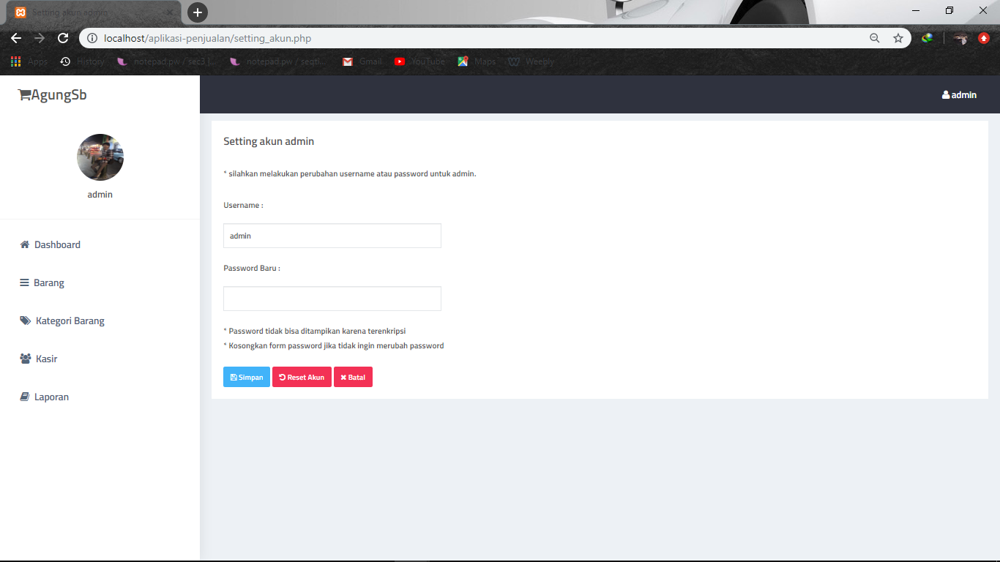 Setting akun admin
localhost/aplikasi-penjualan/setting_akun.php
Apps History notepad.pw / sec3 |... notepad.pw / seqtl... Gmail YouTube Maps Weebly
AgungSb
admin
admin
Dashboard
Barang
Kategori Barang
Kasir
Laporan
Setting akun admin
* silahkan melakukan perubahan username atau password untuk admin.
Username :
admin
Password Baru :
* Password tidak bisa ditampikan karena terenkripsi
* Kosongkan form password jika tidak ingin merubah password
Simpan Reset Akun Batal